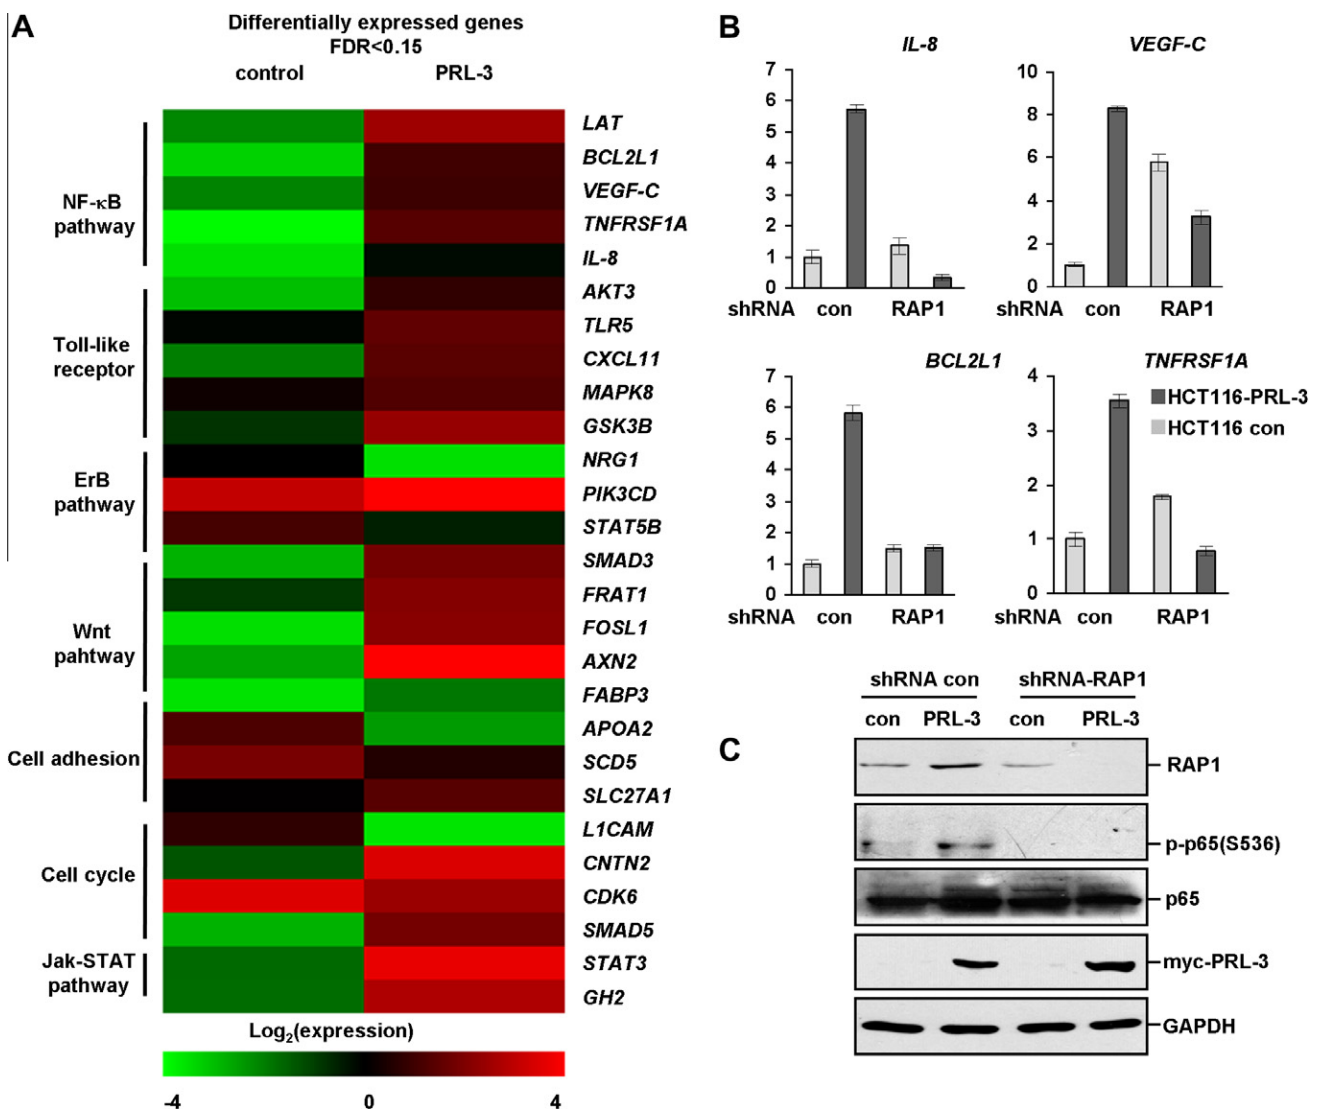 A
Differentially expressed genes
FDR<0.15
control PRL-3
NF-κB
pathway
Toll-like
receptor
ErB
pathway
Wnt
pahtway
Cell adhesion
Cell cycle
Jak-STAT
pathway
LAT
BCL2L1
VEGF-C
TNFRSF1A
IL-8
AKT3
TLR5
CXCL11
MAPK8
GSK3B
NRG1
PIK3CD
STAT5B
SMAD3
FRAT1
FOSL1
AXN2
FABP3
APOA2
SCD5
SLC27A1
L1CAM
CNTN2
CDK6
SMAD5
STAT3
GH2
Log2(expression)
-4 0 4
B
IL-8
7
6
5
4
3
2
1
0
shRNA con RAP1
VEGF-C
10
8
6
4
2
0
shRNA con RAP1
BCL2L1
7
6
5
4
3
2
1
0
shRNA con RAP1
TNFRSF1A
4
3
2
1
0
HCT116-PRL-3
HCT116 con
shRNA con RAP1
C
shRNA con shRNA-RAP1
con PRL-3 con PRL-3
RAP1
p-p65(S536)
p65
myc-PRL-3
GAPDH